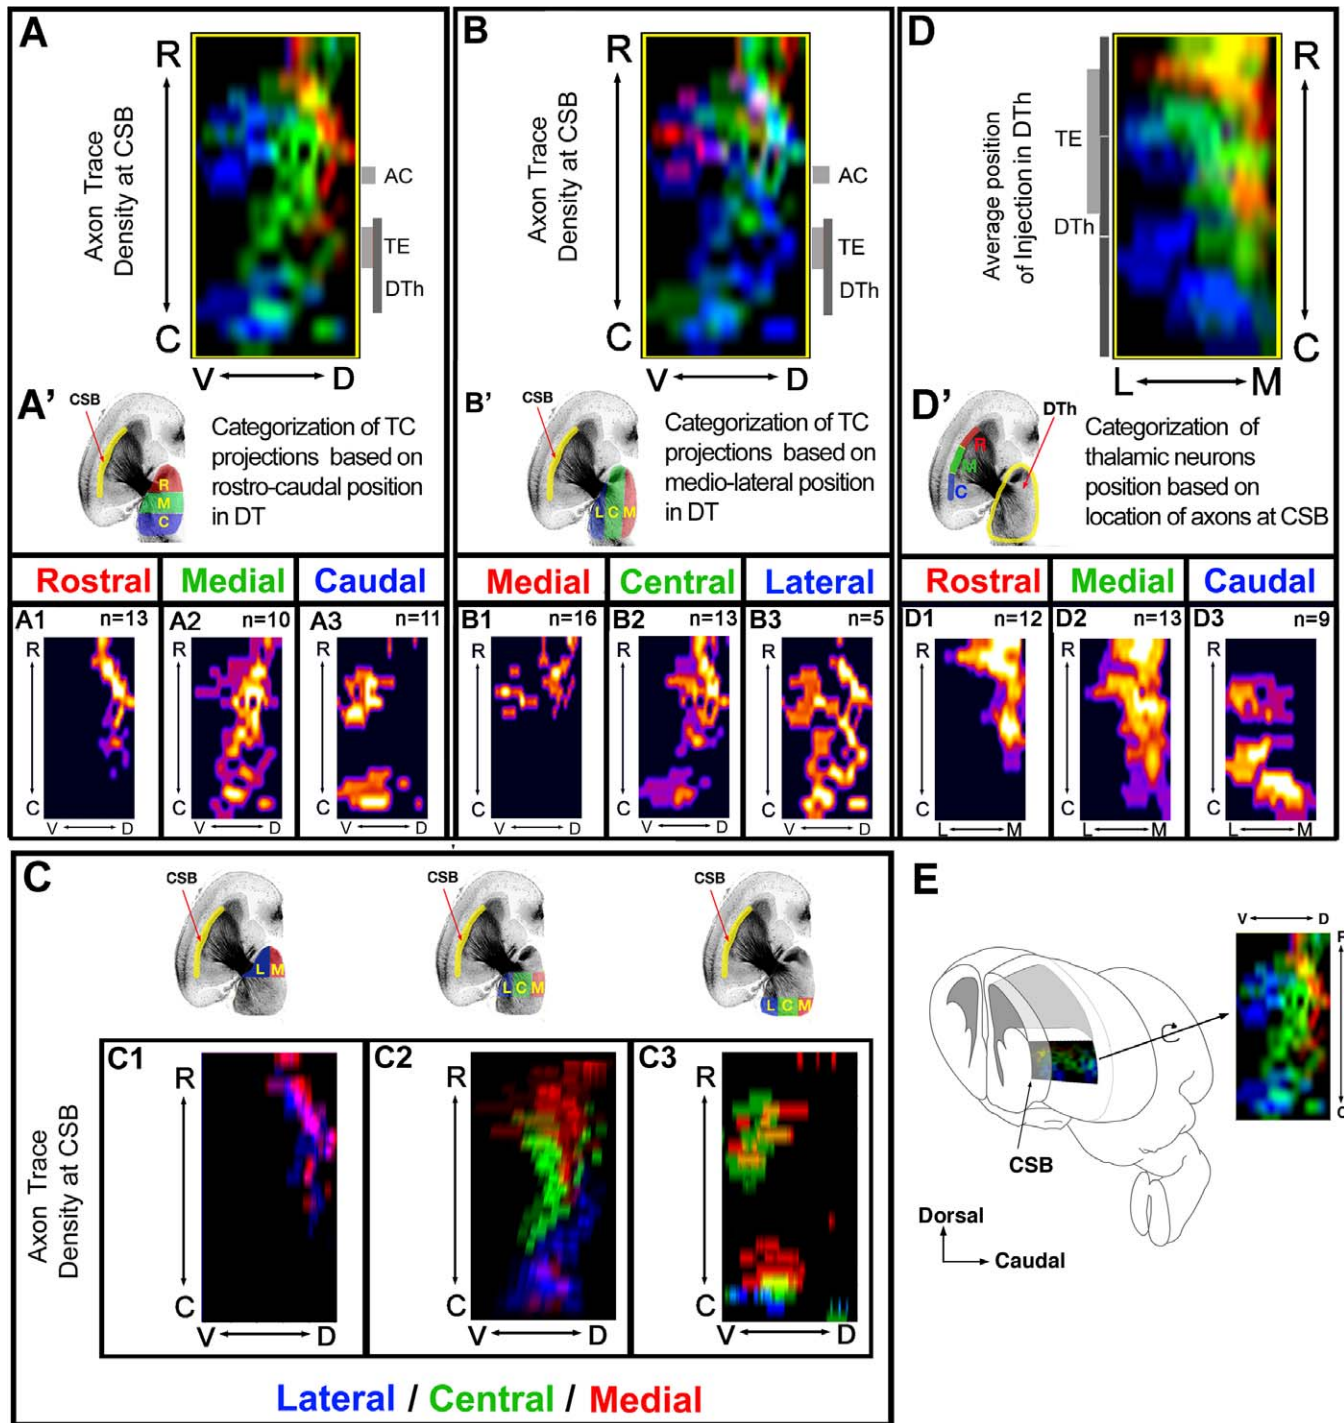 A
R
Axon Trace
Density at CSB
AC
TE
DTh
C
V
D
A'
CSB
R
M
C
Categorization of TC
projections based on
rostro-caudal position
in DT
Rostral
Medial
Caudal
A1
n=13
R
C
V
D
A2
n=10
R
C
V
D
A3
n=11
R
C
V
D
B
R
Axon Trace
Density at CSB
AC
TE
DTh
C
V
D
B'
CSB
L C M
Categorization of TC
projections based on
medio-lateral position
in DT
Medial
Central
Lateral
B1
n=16
R
C
V
D
B2
n=13
R
C
V
D
B3
n=5
R
C
V
D
D
Average position
of Injection in DTh
TE
DTh
R
C
L
M
D'
DTh
R
M
C
Categorization of
thalamic neurons
position based on
location of axons at CSB
Rostral
Medial
Caudal
D1
n=12
R
C
L
M
D2
n=13
R
C
L
M
D3
n=9
R
C
L
M
C
CSB
L M
CSB
L C M
CSB
L C M
Axon Trace
Density at CSB
C1
R
C
V
D
C2
R
C
V
D
C3
R
C
V
D
Lateral / Central / Medial
E
V
D
R
C
CSB
Dorsal
Caudal